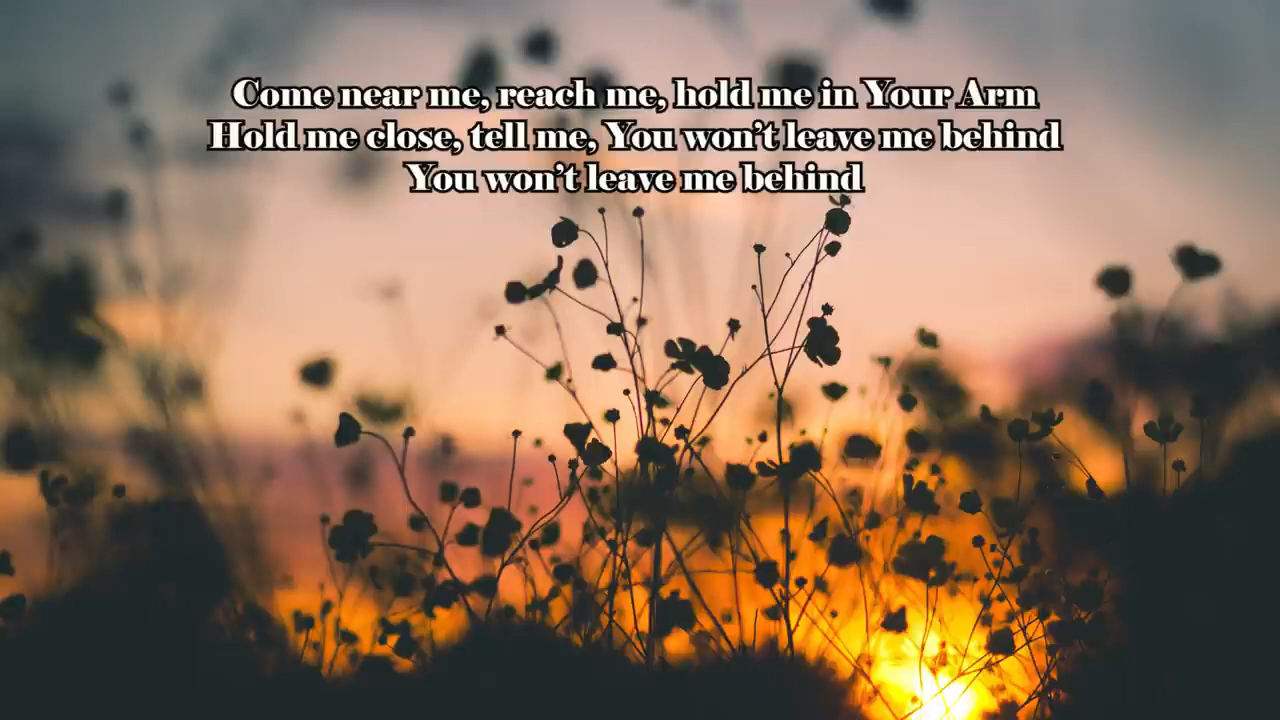 Come near me, reach me, hold me in Your Arm
Hold me close, tell me, You won't leave me behind
You won't leave me behind